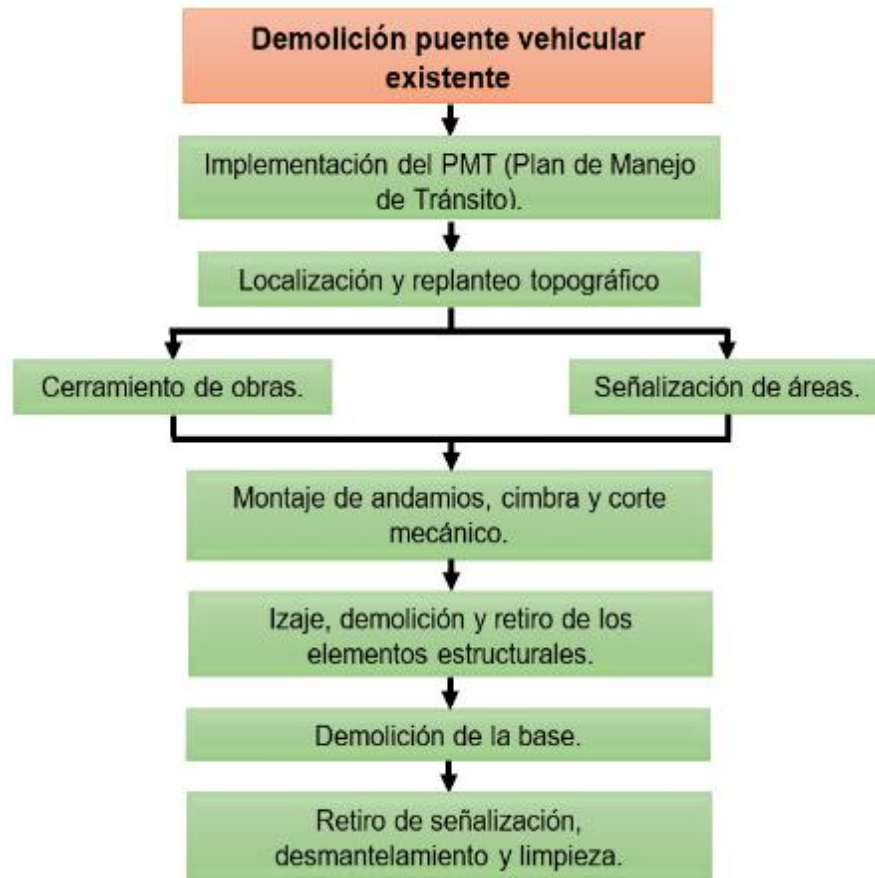 Demolición puente vehicular
existente
Implementación del PMT (Plan de Manejo
de Tránsito).
Localización y replanteo topográfico
Cerramiento de obras.
Señalización de áreas.
Montaje de andamios, cimbra y corte
mecánico.
Izaje, demolición y retiro de los
elementos estructurales.
Demolición de la base.
Retiro de señalización,
desmantelamiento y limpieza.